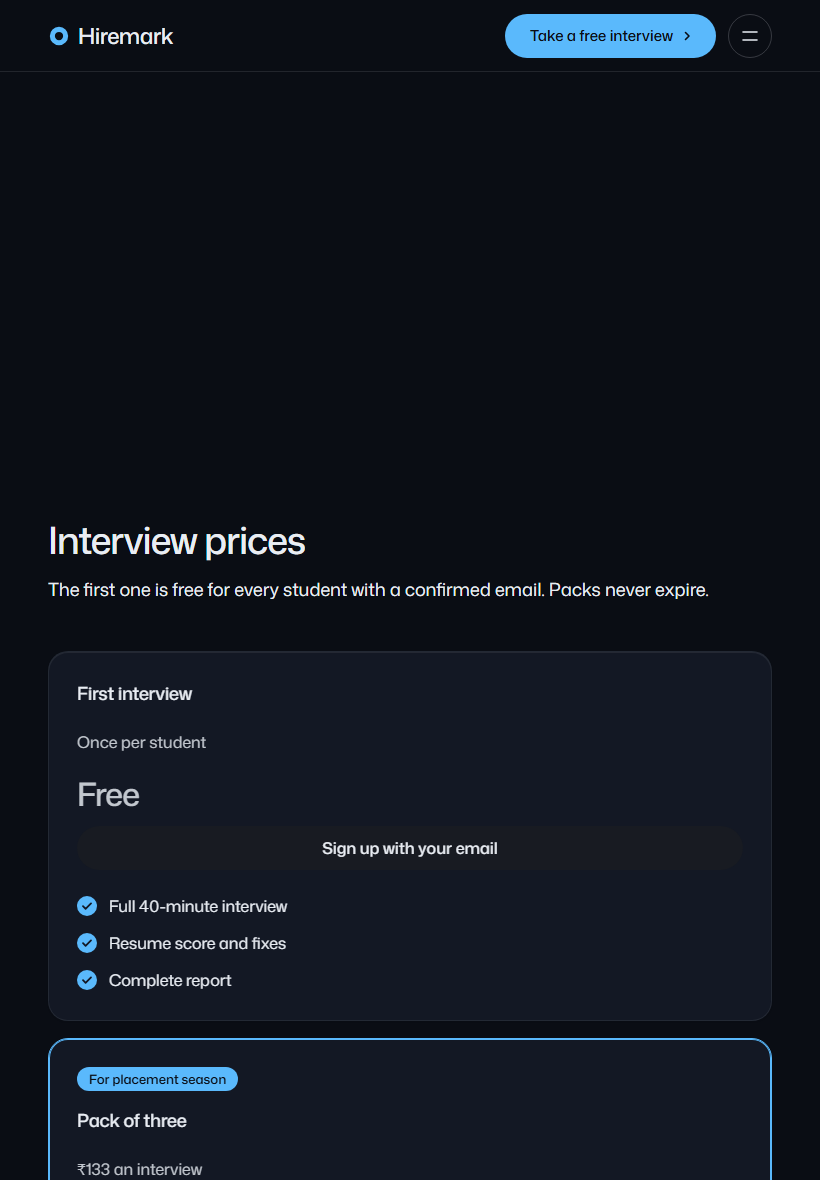 Hiremark
Take a free interview
Interview prices
The first one is free for every student with a confirmed email. Packs never expire.
First interview
Once per student
Free
Sign up with your email
Full 40-minute interview
Resume score and fixes
Complete report
For placement season
Pack of three
₹133 an interview